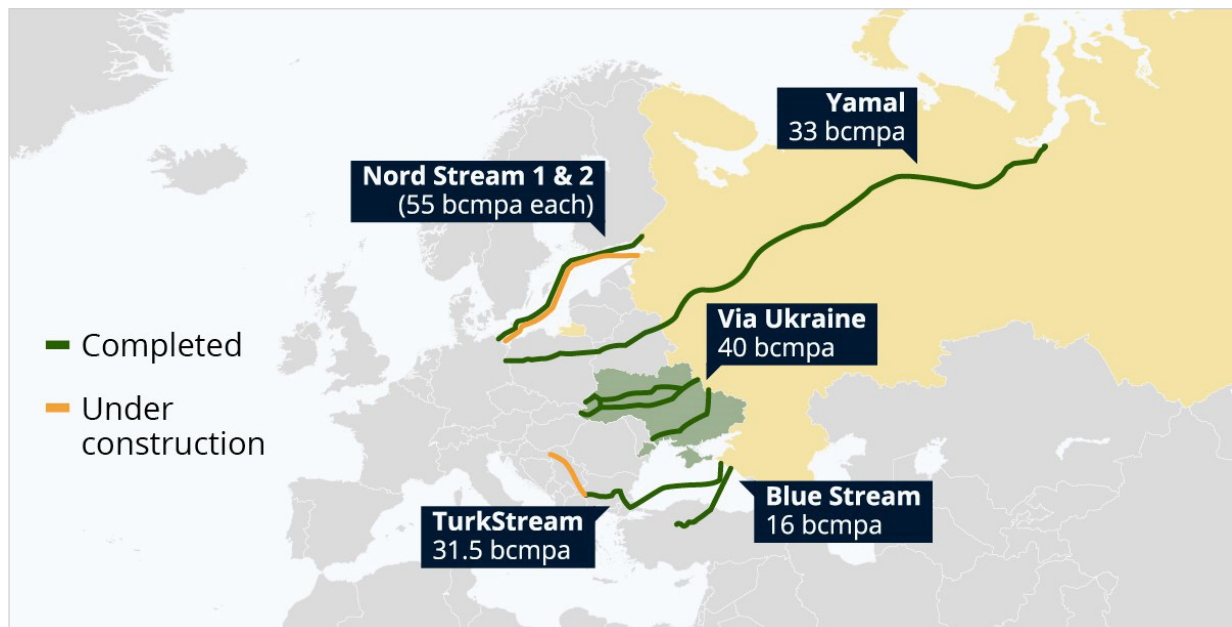 Yamal
33 bcmpa
Nord Stream 1 & 2
(55 bcmpa each)
Via Ukraine
40 bcmpa
Completed
Under
construction
Blue Stream
16 bcmpa
TurkStream
31.5 bcmpa